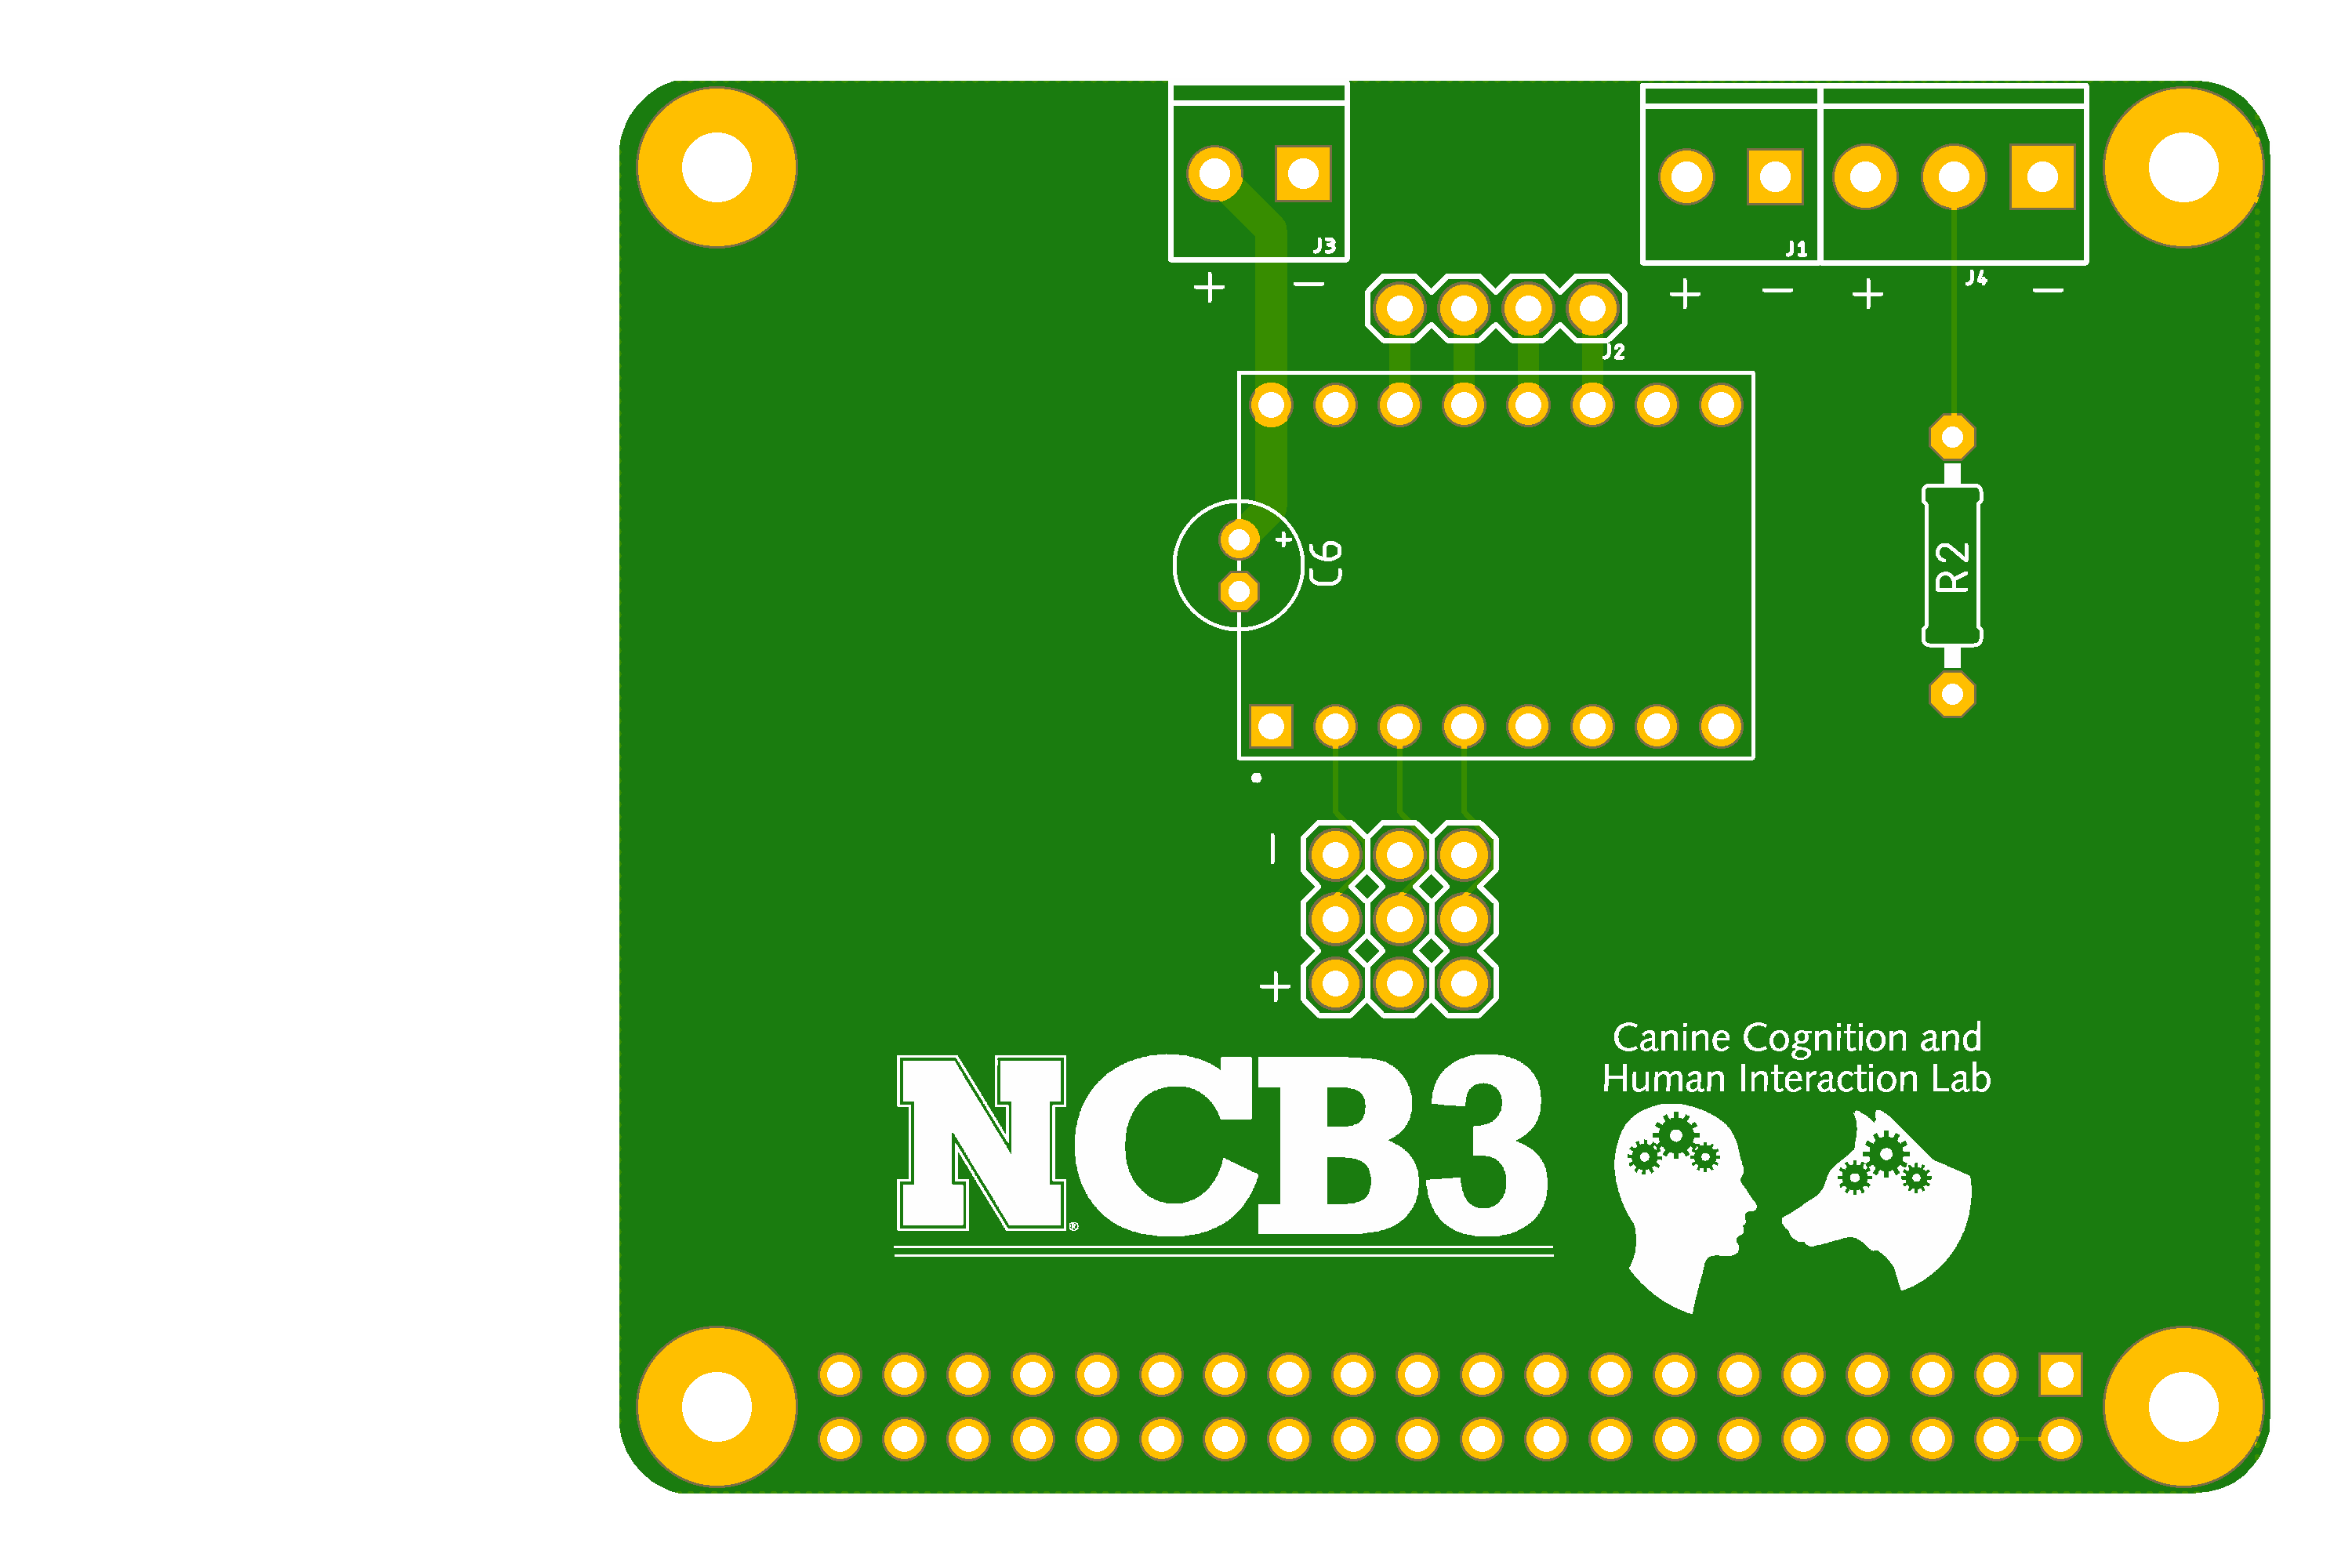 J3
J1
+ −
+ −
+ −
J4
J2
+
C6
R2
−
+
Canine Cognition and
Human Interaction Lab
NCB3
®